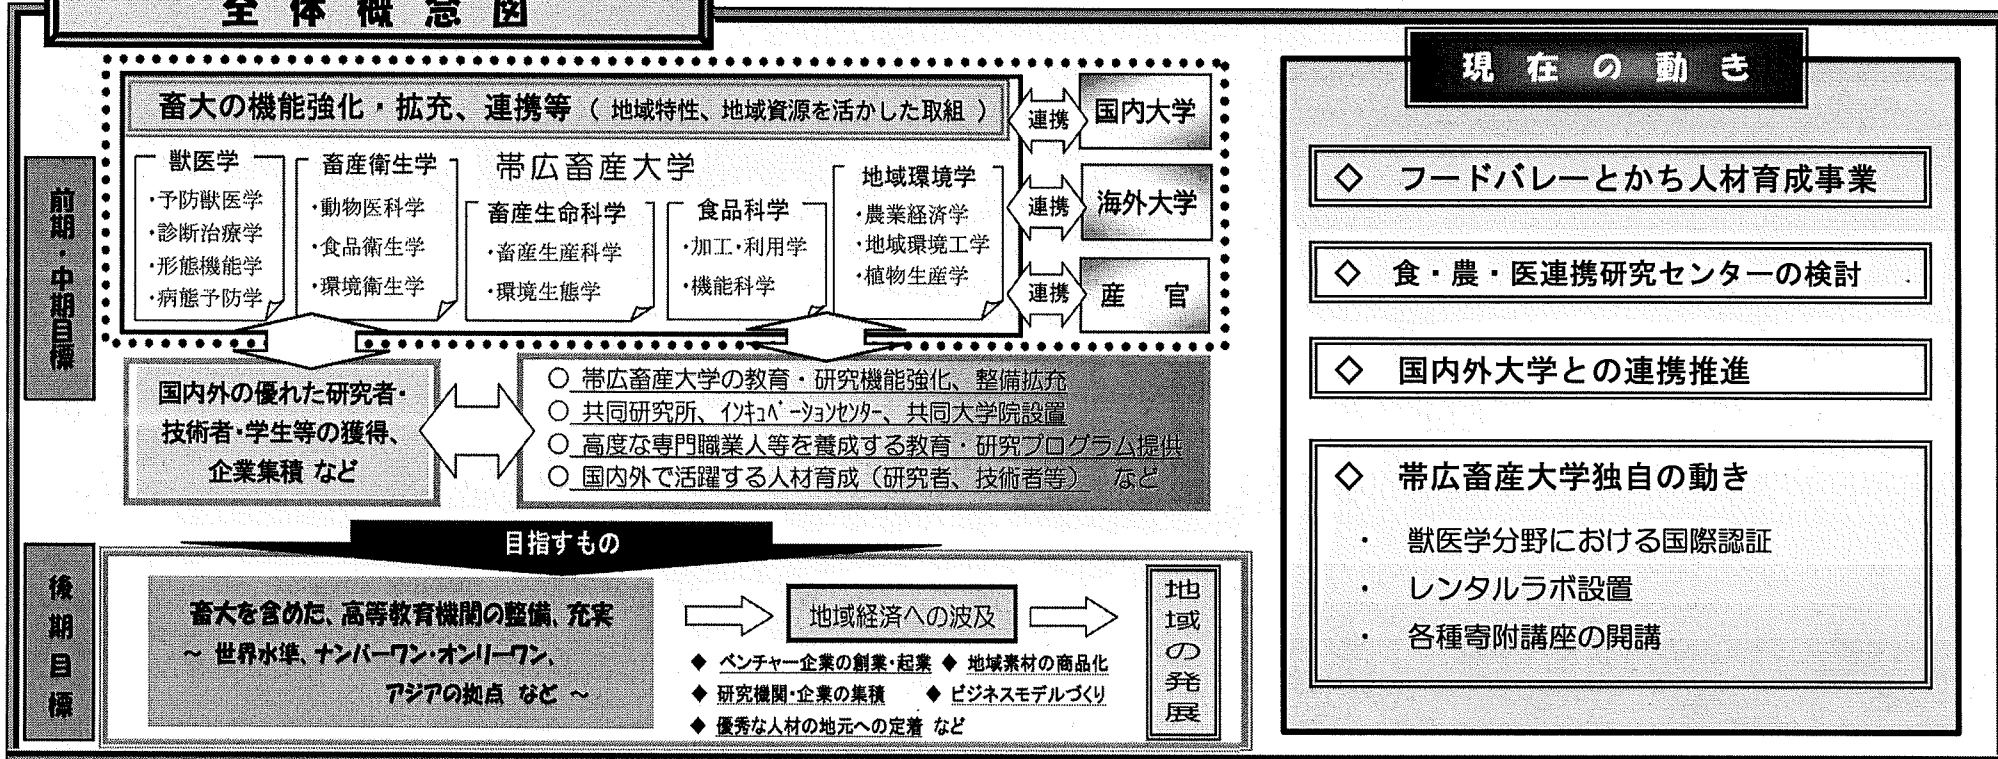 全体概念図
前期・中期目標
畜大の機能強化・拡充、連携等（地域特性、地域資源を活かした取組）
帯広畜産大学
獣医学
・予防獣医学
・診断治療学
・形態機能学
・病態予防学
畜産衛生学
・動物医科学
・食品衛生学
・環境衛生学
畜産生命科学
・畜産生産科学
・環境生態学
食品科学
・加工・利用学
・機能科学
地域環境学
・農業経済学
・地域環境工学
・植物生産学
連携
国内大学
連携
海外大学
連携
産　官
国内外の優れた研究者・
技術者・学生等の獲得、
企業集積 など
○ 帯広畜産大学の教育・研究機能強化、整備拡充
○ 共同研究所、ｲﾝｷｭﾍﾞｰｼｮﾝｾﾝﾀｰ、共同大学院設置
○ 高度な専門職業人等を養成する教育・研究プログラム提供
○ 国内外で活躍する人材育成（研究者、技術者等）　など
目指すもの
後期目標
畜大を含めた、高等教育機関の整備、充実
～ 世界水準、ナンバーワン・オンリーワン、
アジアの拠点 など ～
地域経済への波及
◆ ベンチャー企業の創業・起業 ◆ 地域素材の商品化
◆ 研究機関・企業の集積 ◆ ビジネスモデルづくり
◆ 優秀な人材の地元への定着 など
地域の発展
現在の動き
◇ フードバレーとかち人材育成事業
◇ 食・農・医連携研究センターの検討
◇ 国内外大学との連携推進
◇ 帯広畜産大学独自の動き
・ 獣医学分野における国際認証
・ レンタルラボ設置
・ 各種寄附講座の開講